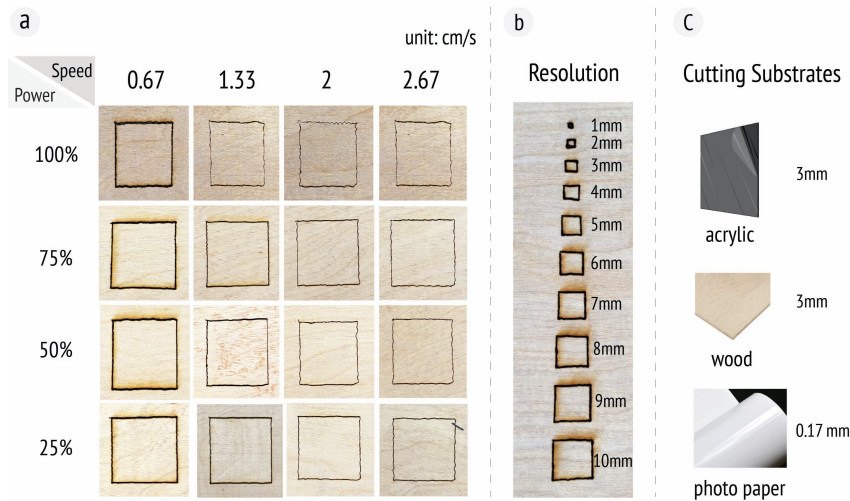 a
unit: cm/s
Speed
Power
0.67 1.33 2 2.67
100%
75%
50%
25%
b
Resolution
1mm
2mm
3mm
4mm
5mm
6mm
7mm
8mm
9mm
10mm
C
Cutting Substrates
3mm
acrylic
3mm
wood
0.17 mm
photo paper